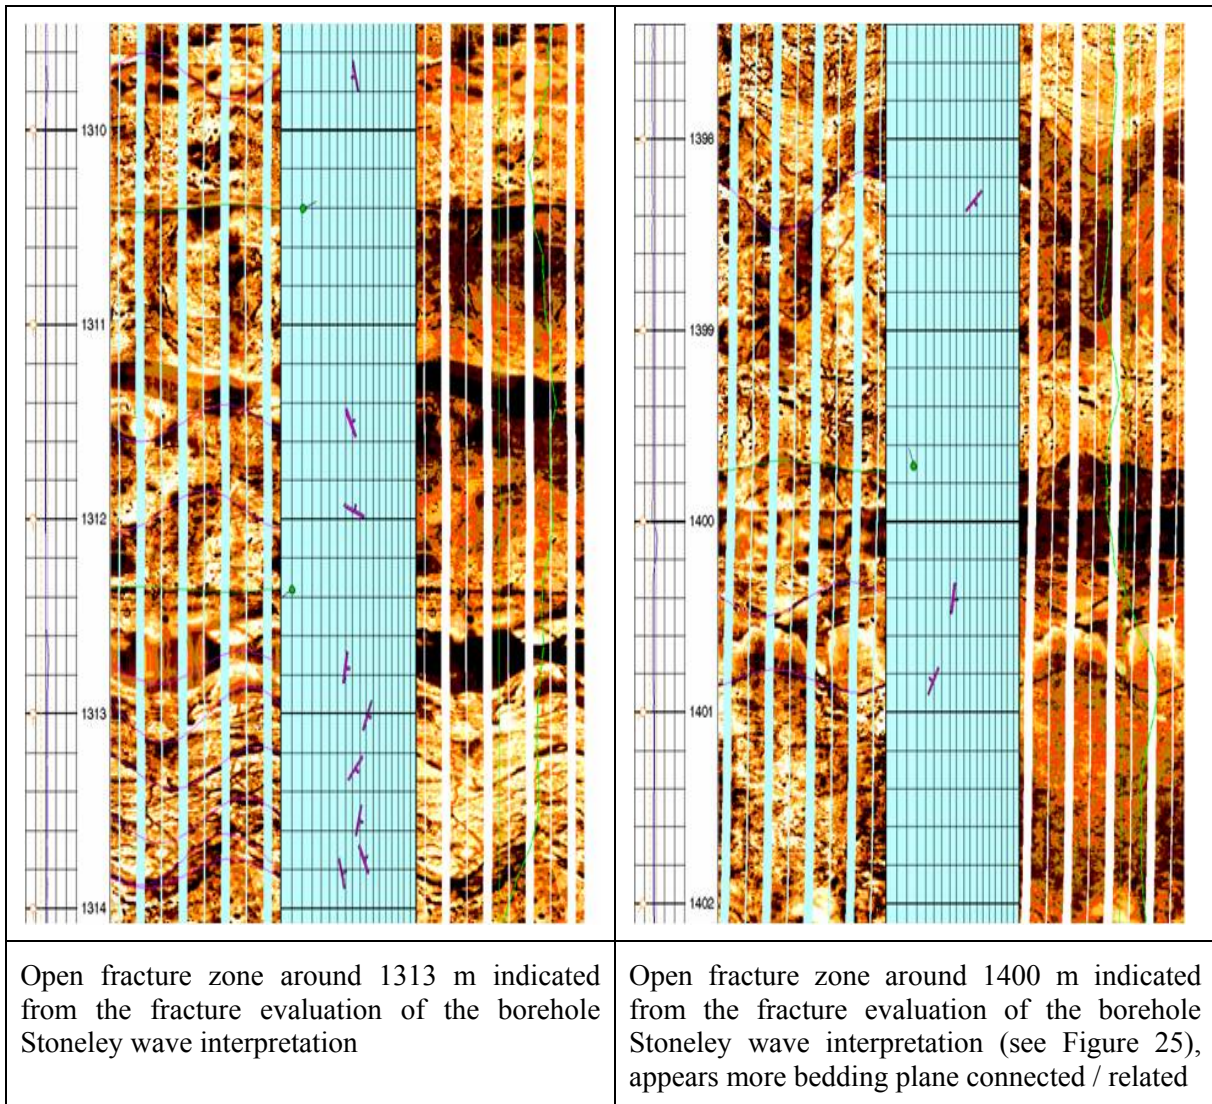 1310
1311
1312
1313
1314
1398
1399
1400
1401
1402
Open fracture zone around 1313 m indicated
from the fracture evaluation of the borehole
Stoneley wave interpretation
Open fracture zone around 1400 m indicated
from the fracture evaluation of the borehole
Stoneley wave interpretation (see Figure 25),
appears more bedding plane connected / related